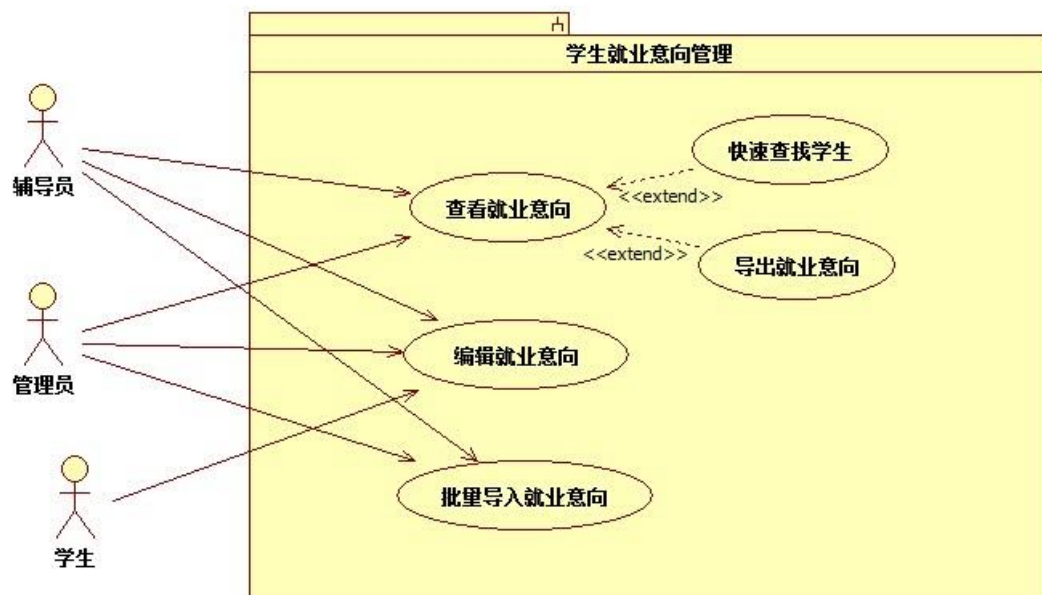 学生就业意向管理
快速查找学生
辅导员
查看就业意向
<<extend>>
<<extend>>
导出就业意向
管理员
编辑就业意向
批量导入就业意向
学生